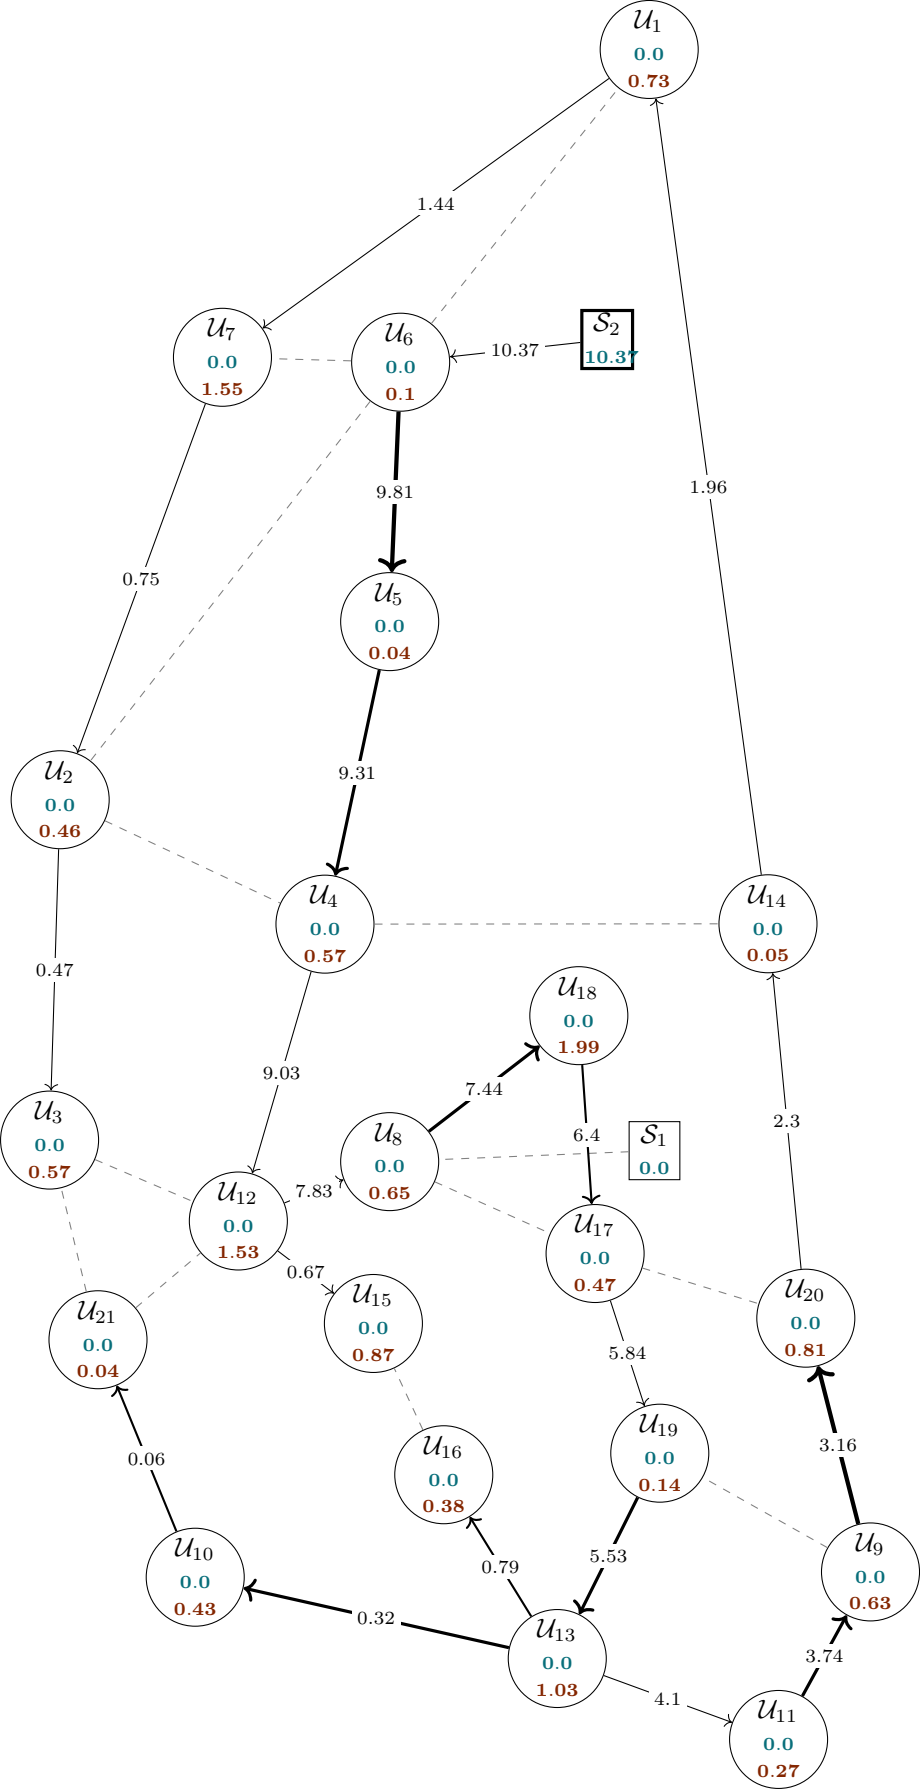 𝒰₁
0.0
0.73
1.44
𝒰₇
0.0
1.55
𝒰₆
0.0
0.1
10.37
𝒮₂
10.37
1.96
9.81
0.75
𝒰₅
0.0
0.04
𝒰₂
0.0
0.46
9.31
𝒰₄
0.0
0.57
𝒰₁₄
0.0
0.05
0.47
𝒰₁₈
0.0
1.99
9.03
7.44
𝒰₃
0.0
0.57
𝒰₁₂
0.0
1.53
7.83
𝒰₈
0.0
0.65
6.4
𝒮₁
0.0
2.3
0.67
𝒰₁₇
0.0
0.47
𝒰₂₁
0.0
0.04
𝒰₁₅
0.0
0.87
5.84
𝒰₂₀
0.0
0.81
0.06
𝒰₁₆
0.0
0.38
𝒰₁₉
0.0
0.14
3.16
𝒰₁₀
0.0
0.43
0.79
5.53
𝒰₉
0.0
0.63
0.32
𝒰₁₃
0.0
1.03
3.74
4.1
𝒰₁₁
0.0
0.27